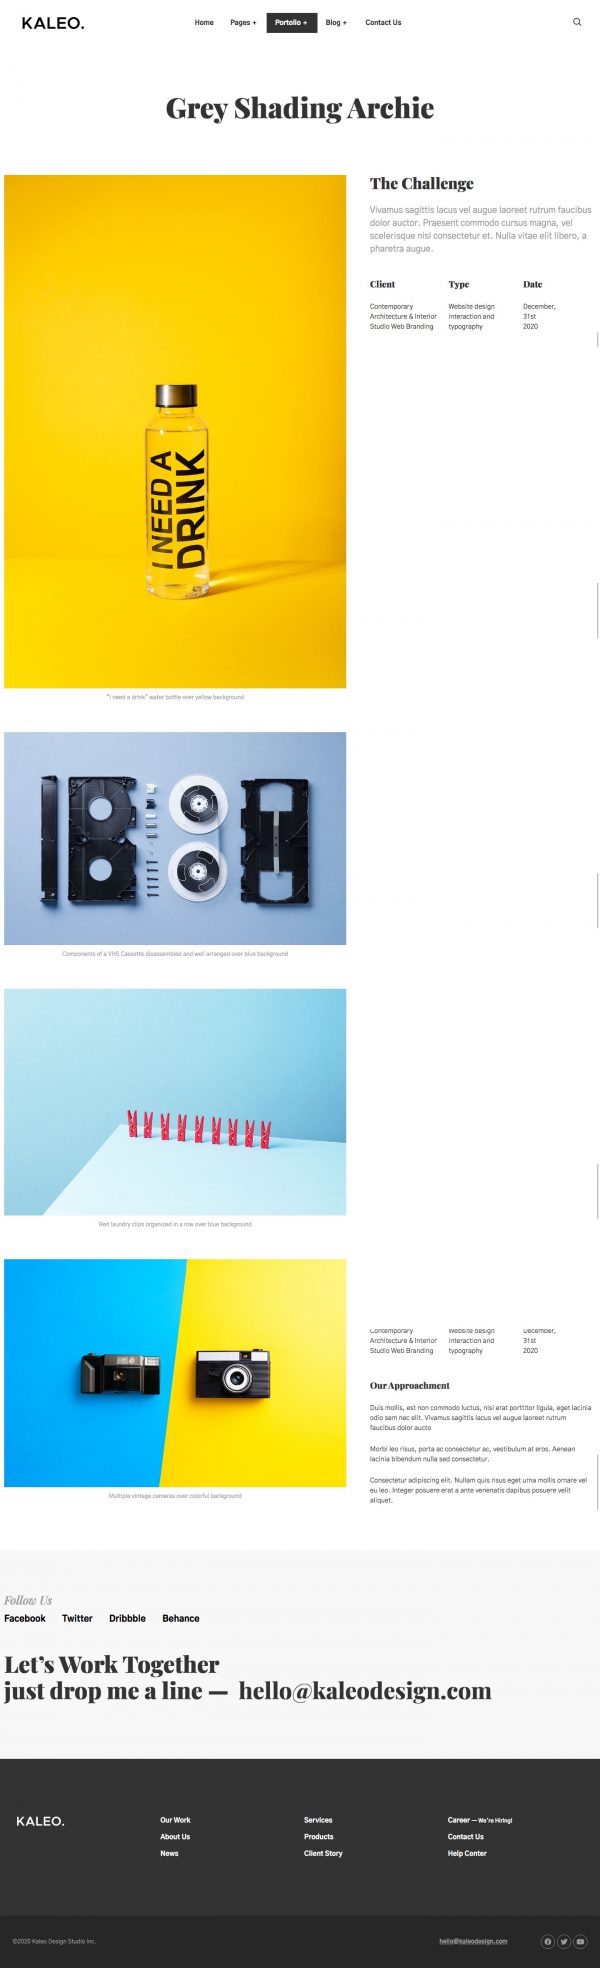 KALEO.
Home Pages + Portolio + Blog + Contact Us
Grey Shading Archie
I NEED A
DRINK
"I need a drink" water bottle over yellow background
The Challenge
Vivamus sagittis lacus vel augue laoreet rutrum faucibus
dolor auctor. Praesent commodo cursus magna, vel
scelerisque nisl consectetur et. Nulla vitae elit libero, a
pharetra augue.
Client Type Date
Contemporary Website design December,
Architecture & Interior interaction and 31st
Studio Web Branding typography 2020
Components of a VHS Cassette disassembled and well arranged over blue background
Red laundry clips organized in a row over blue background
Multiple vintage cameras over colorful background
Contemporary Website design December,
Architecture & Interior interaction and 31st
Studio Web Branding typography 2020
Our Approachment
Duis mollis, est non commodo luctus, nisi erat porttitor ligula, eget lacinia
odio sem nec elit. Vivamus sagittis lacus vel augue laoreet rutrum
faucibus dolor aucto
Morbi leo risus, porta ac consectetur ac, vestibulum at eros. Aenean
lacinia bibendum nulla sed consectetur.
Consectetur adipiscing elit. Nullam quis risus eget urna mollis ornare vel
eu leo. Integer posuere erat a ante venenatis dapibus posuere velit
aliquet.
Follow Us
Facebook Twitter Dribbble Behance
Let's Work Together
just drop me a line — hello@kaleodesign.com
KALEO.
Our Work
About Us
News
Services
Products
Client Story
Career — We're Hiring!
Contact Us
Help Center
©2020 Kaleo Design Studio Inc.
hello@kaleodesign.com